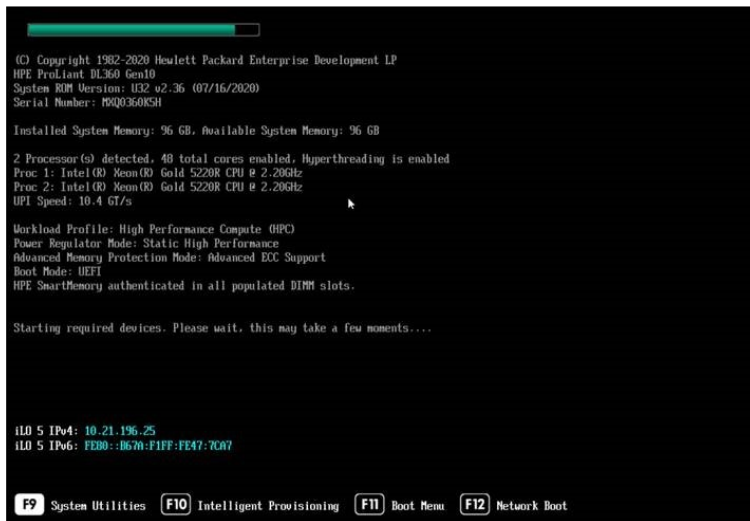 (C) Copyright 1982-2020 Hewlett Packard Enterprise Development LP
HPE ProLiant DL360 Gen10
System ROM Version: U32 v2.36 (07/16/2020)
Serial Number: MXQ0360K5H
Installed System Memory: 96 GB, Available System Memory: 96 GB
2 Processor(s) detected, 48 total cores enabled, Hyperthreading is enabled
Proc 1: Intel(R) Xeon(R) Gold 5220R CPU @ 2.20GHz
Proc 2: Intel(R) Xeon(R) Gold 5220R CPU @ 2.20GHz
UPI Speed: 10.4 GT/s
Workload Profile: High Performance Compute (HPC)
Power Regulator Mode: Static High Performance
Advanced Memory Protection Mode: Advanced ECC Support
Boot Mode: UEFI
HPE SmartMemory authenticated in all populated DIMM slots.
Starting required devices. Please wait, this may take a few moments....
iLO 5 IPv4: 10.21.196.25
iLO 5 IPv6: FE80::B67A:F1FF:FE47:7CA7
F9 System Utilities F10 Intelligent Provisioning F11 Boot Menu F12 Network Boot